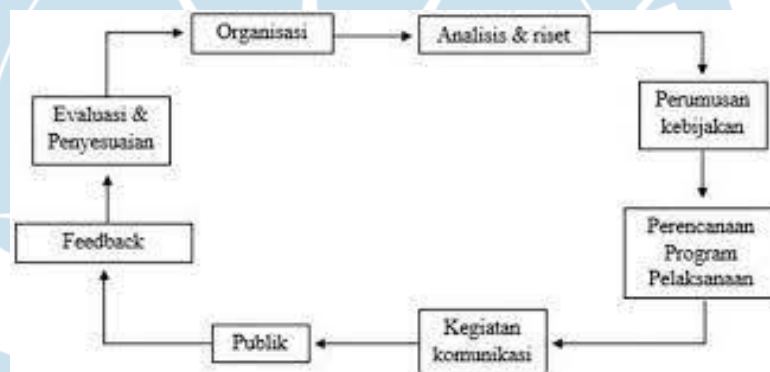 Organisasi
Analisis & riset
Perumusan
kebijakan
Perencanaan
Program
Pelaksanaan
Kegiatan
komunikasi
Publik
Feedback
Evaluasi &
Penyesuaian